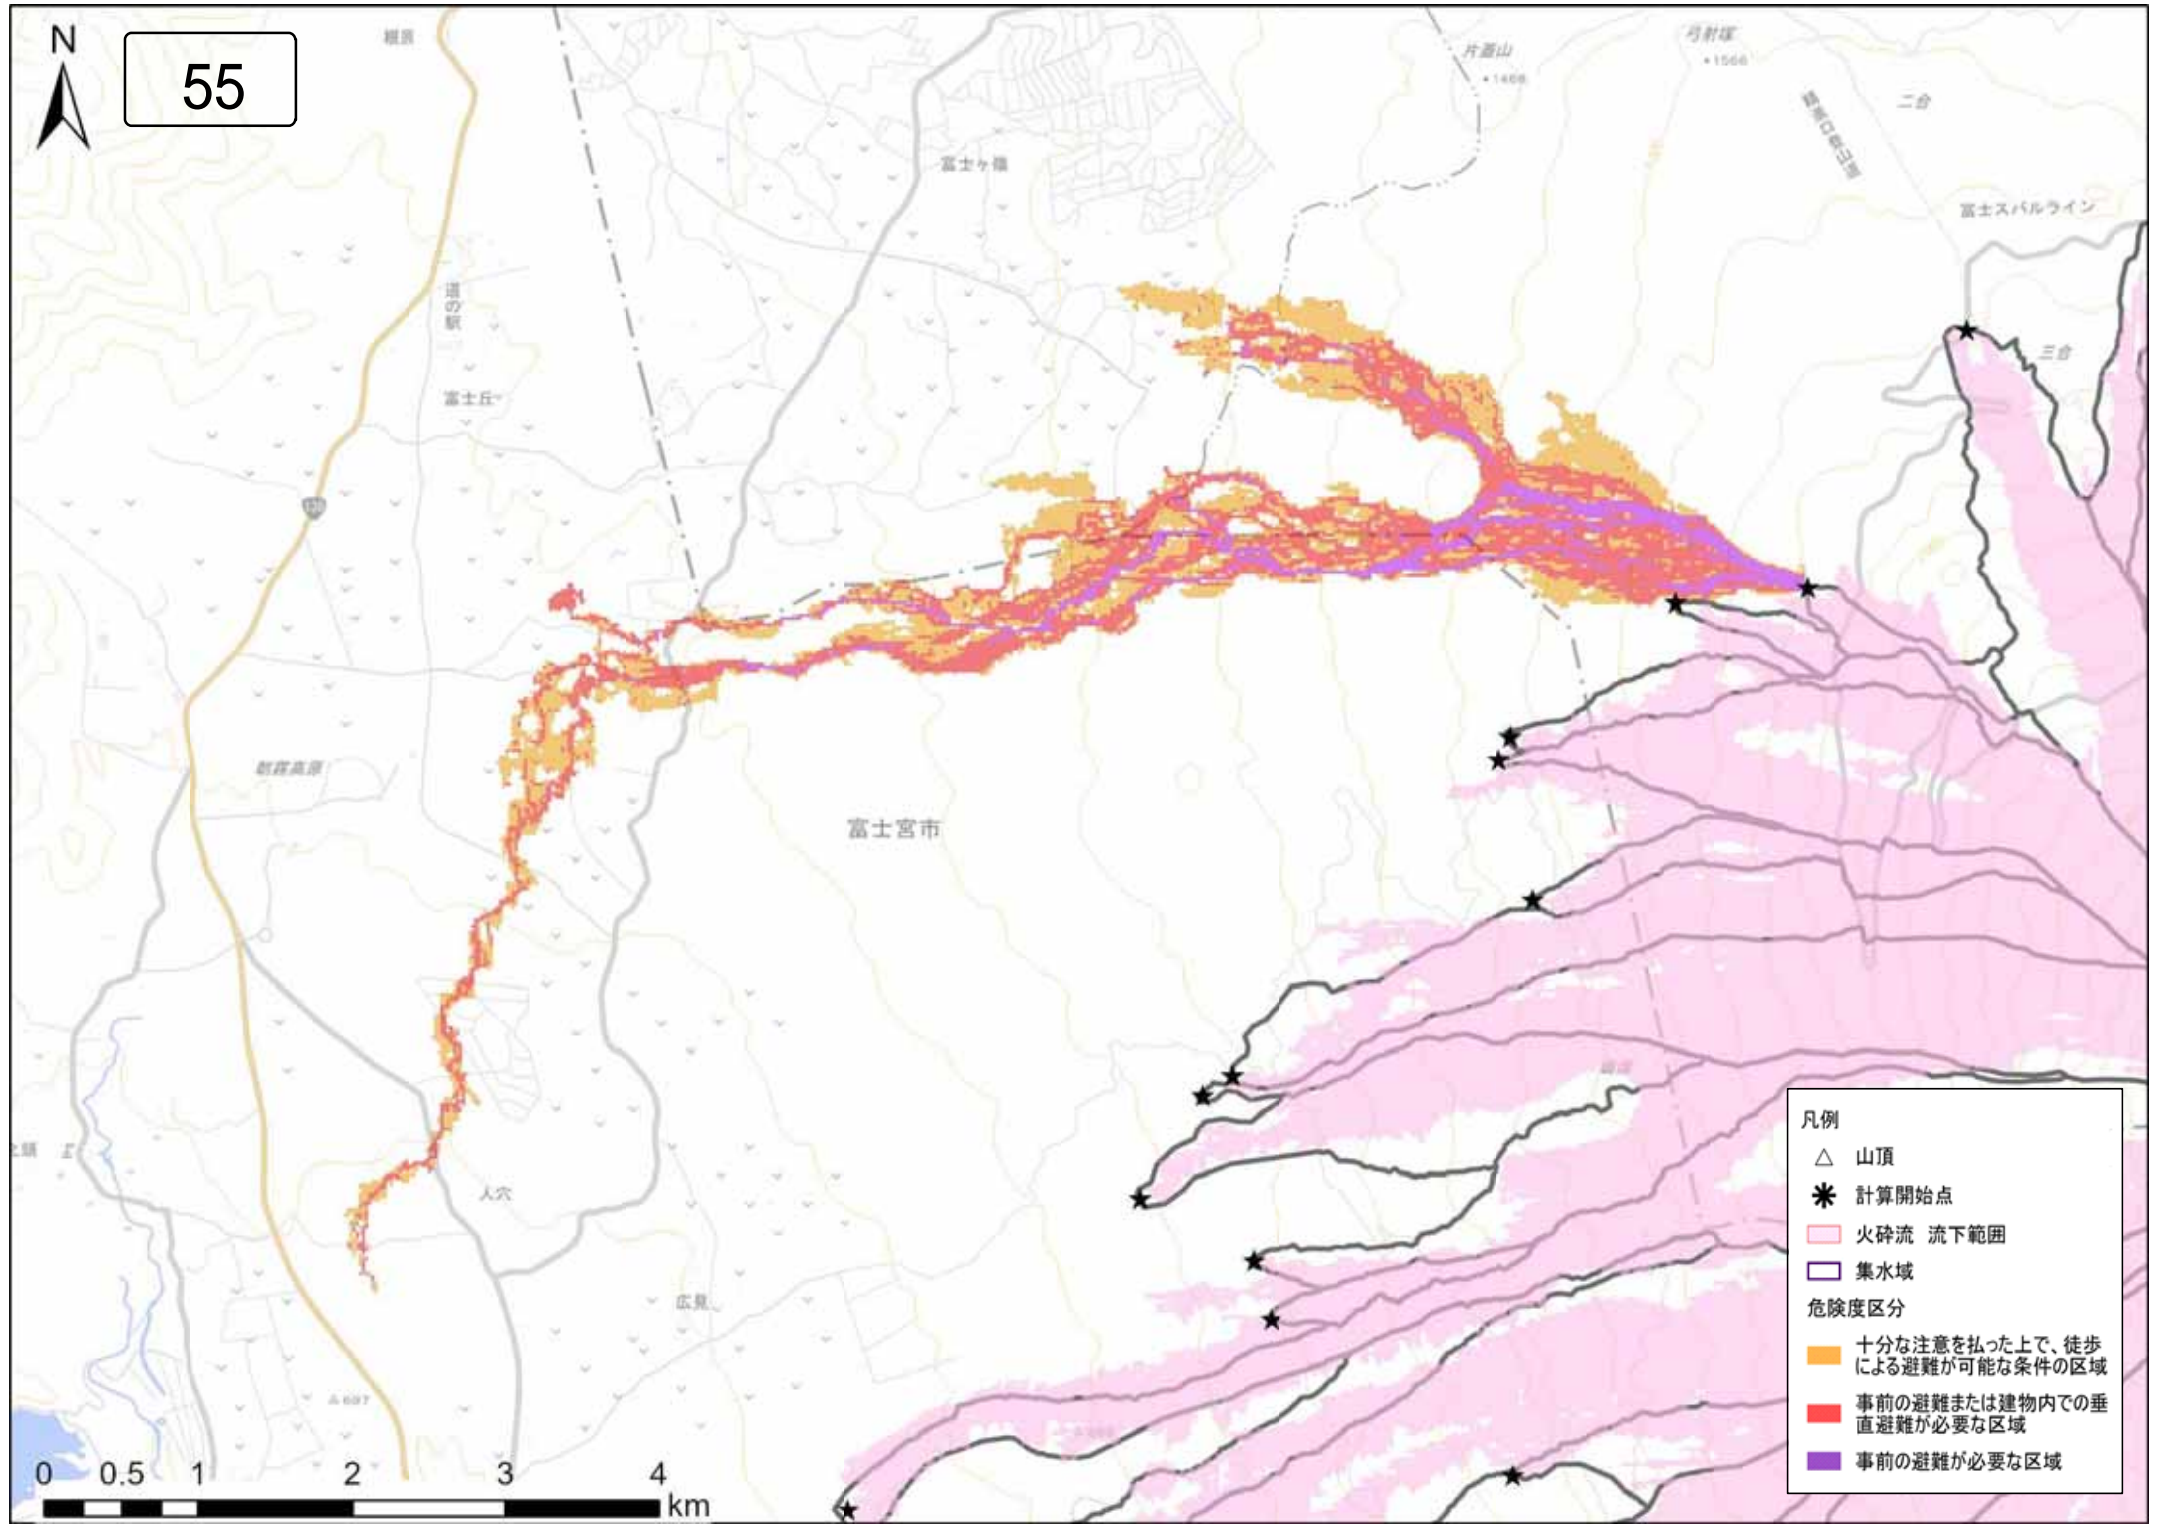 N
55
根原
片蓋山
・1468
弓射塚
・1566
二合
富士ヶ嶺
富士スバルライン
道の駅
三合
富士丘
139
朝霧高原
富士宮市
人穴
広見
△697
凡例
山頂
計算開始点
火砕流 流下範囲
集水域
危険度区分
十分な注意を払った上で、徒歩
による避難が可能な条件の区域
事前の避難または建物内での垂
直避難が必要な区域
事前の避難が必要な区域
0 0.5 1 2 3 4
km